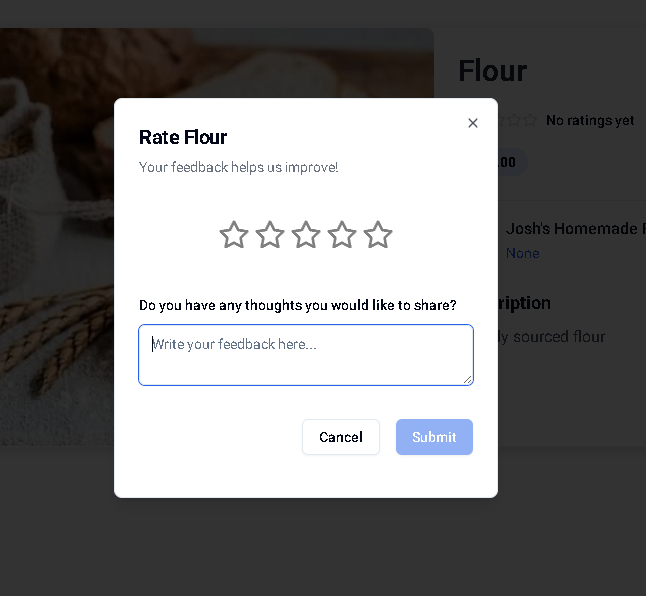 Flour
No ratings yet
.00
Rate Flour
Your feedback helps us improve!
Josh's Homemade
None
Do you have any thoughts you would like to share?
ription
Write your feedback here...
ly sourced flour
Cancel
Submit